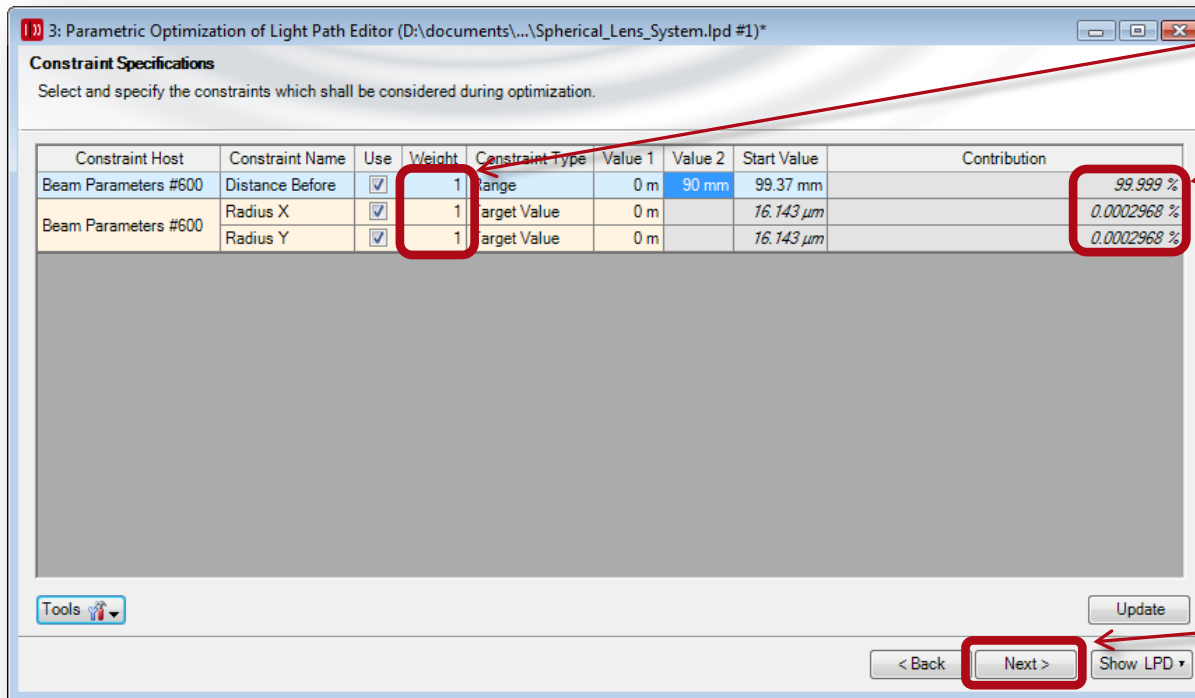 3: Parametric Optimization of Light Path Editor (D:\documents\...\Spherical_Lens_System.lpd #1)*
Constraint Specifications
Select and specify the constraints which shall be considered during optimization.
Constraint Host Constraint Name Use Weight Constraint Type Value 1 Value 2 Start Value Contribution
Beam Parameters #600 Distance Before 1 Range 0 m 90 mm 99.37 mm 99.999 %
Beam Parameters #600 Radius X 1 Target Value 0 m 16.143 µm 0.0002968 %
Radius Y 1 Target Value 0 m 16.143 µm 0.0002968 %
Tools Update
< Back Next > Show LPD